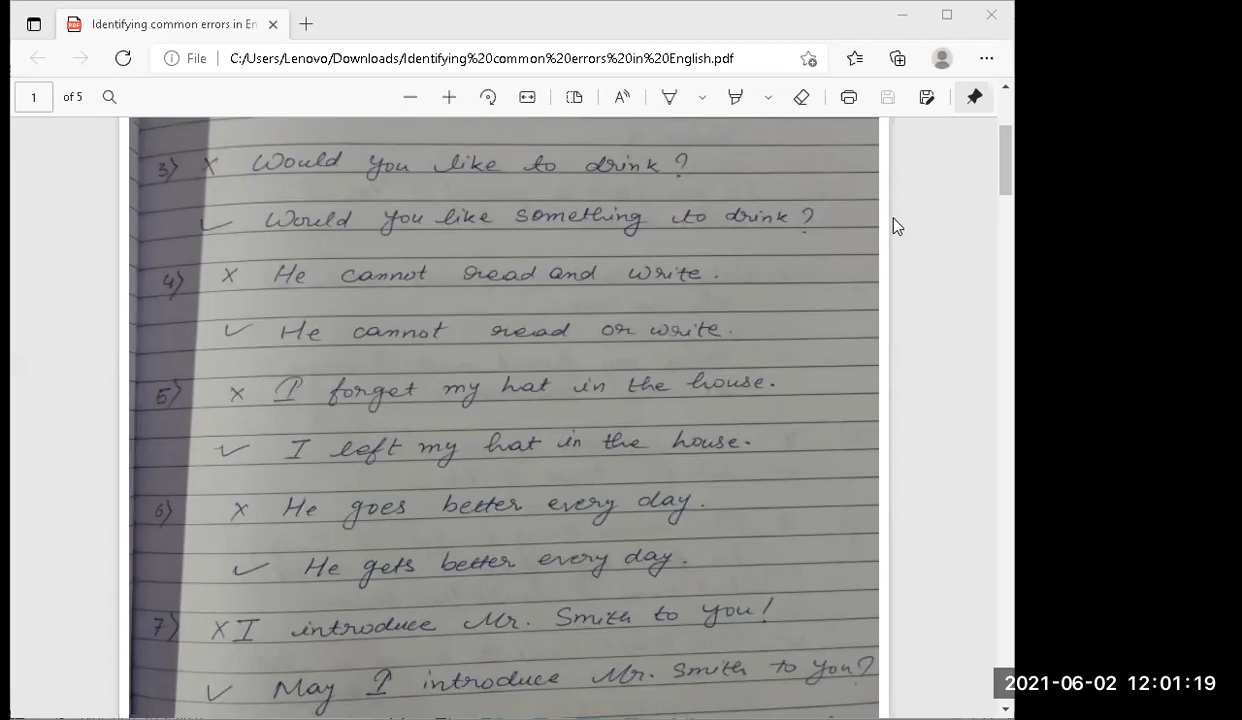 Identifying common errors in En
File
C:/Users/Lenovo/Downloads/Identifying%20common%20errors%20in%20English.pdf
1 of 5
3) X Would you like to drink?
✓ Would you like something to drink?
4) X He cannot read and write.
✓ He cannot read or write.
5) X I forget my hat in the house.
✓ I left my hat in the house.
6) X He goes better every day.
✓ He gets better every day.
7) X I introduce Mr. Smith to you!
✓ May I introduce Mr. Smith to you?
2021-06-02 12:01:19